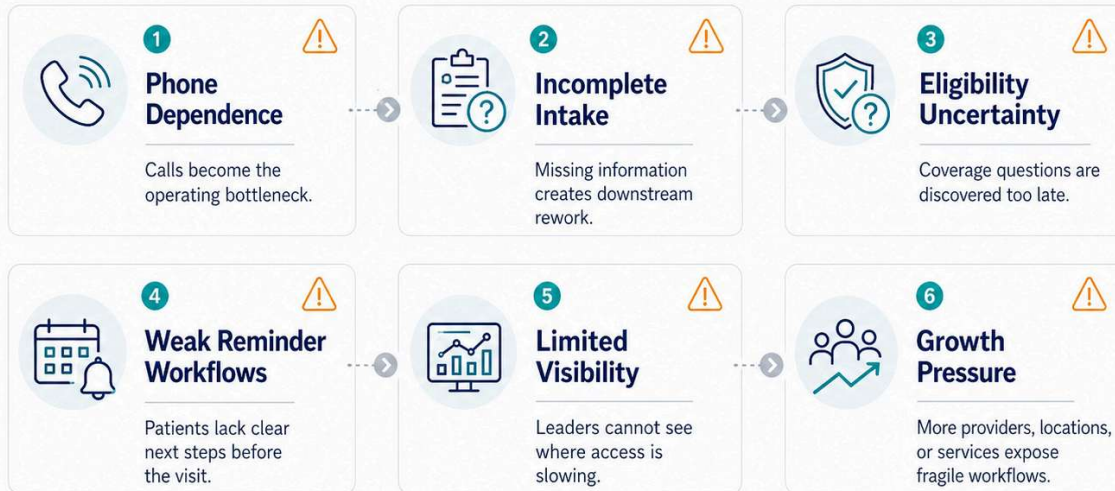 1
Phone
Dependence
Calls become the
operating bottleneck.
2
Incomplete
Intake
Missing information
creates downstream
rework.
3
Eligibility
Uncertainty
Coverage questions are
discovered too late.
4
Weak Reminder
Workflows
Patients lack clear
next steps before
the visit.
5
Limited
Visibility
Leaders cannot see
where access is
slowing.
6
Growth
Pressure
More providers, locations,
or services expose
fragile workflows.